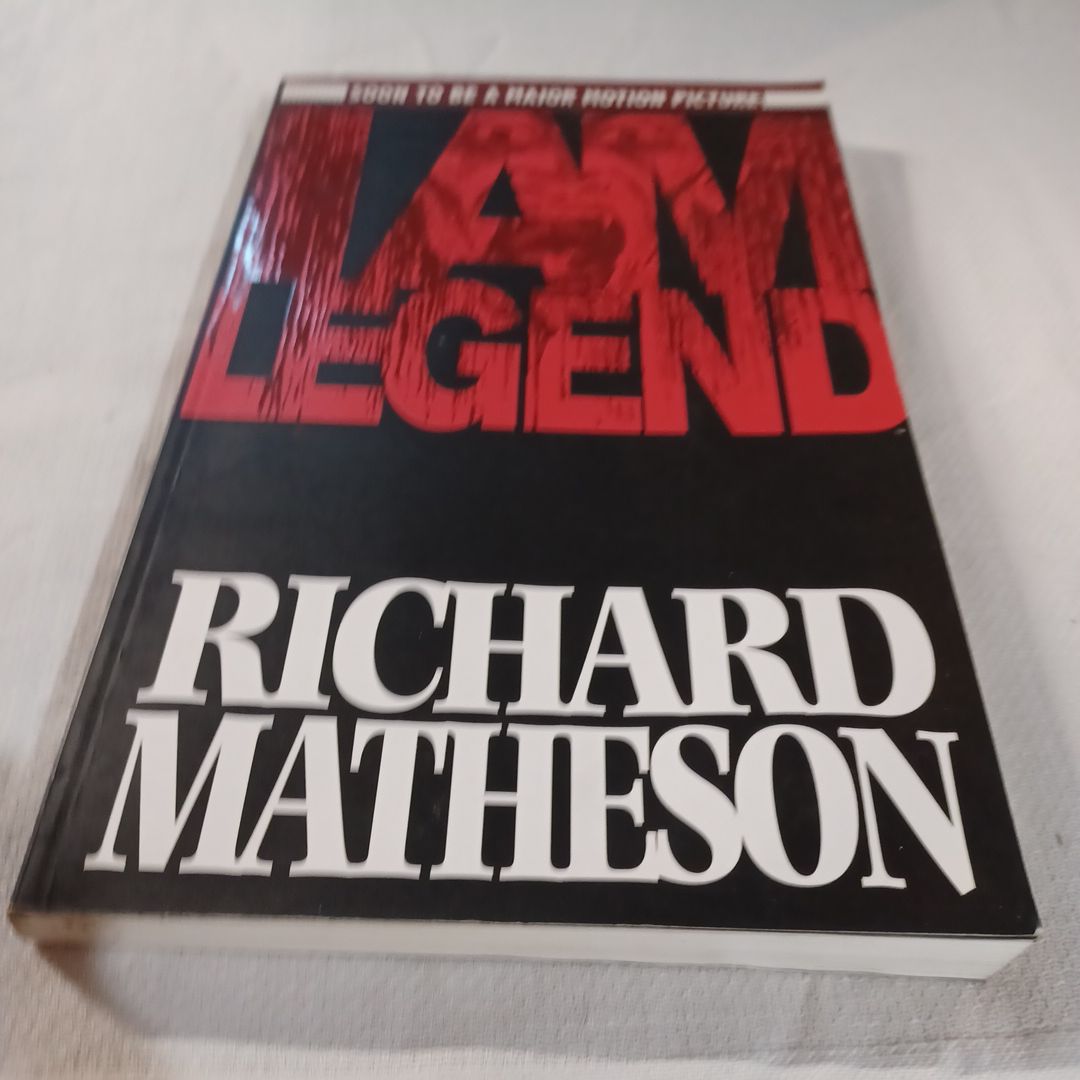 SOON TO BE A MAJOR MOTION PICTURE
I AM
LEGEND
RICHARD
MATHESON